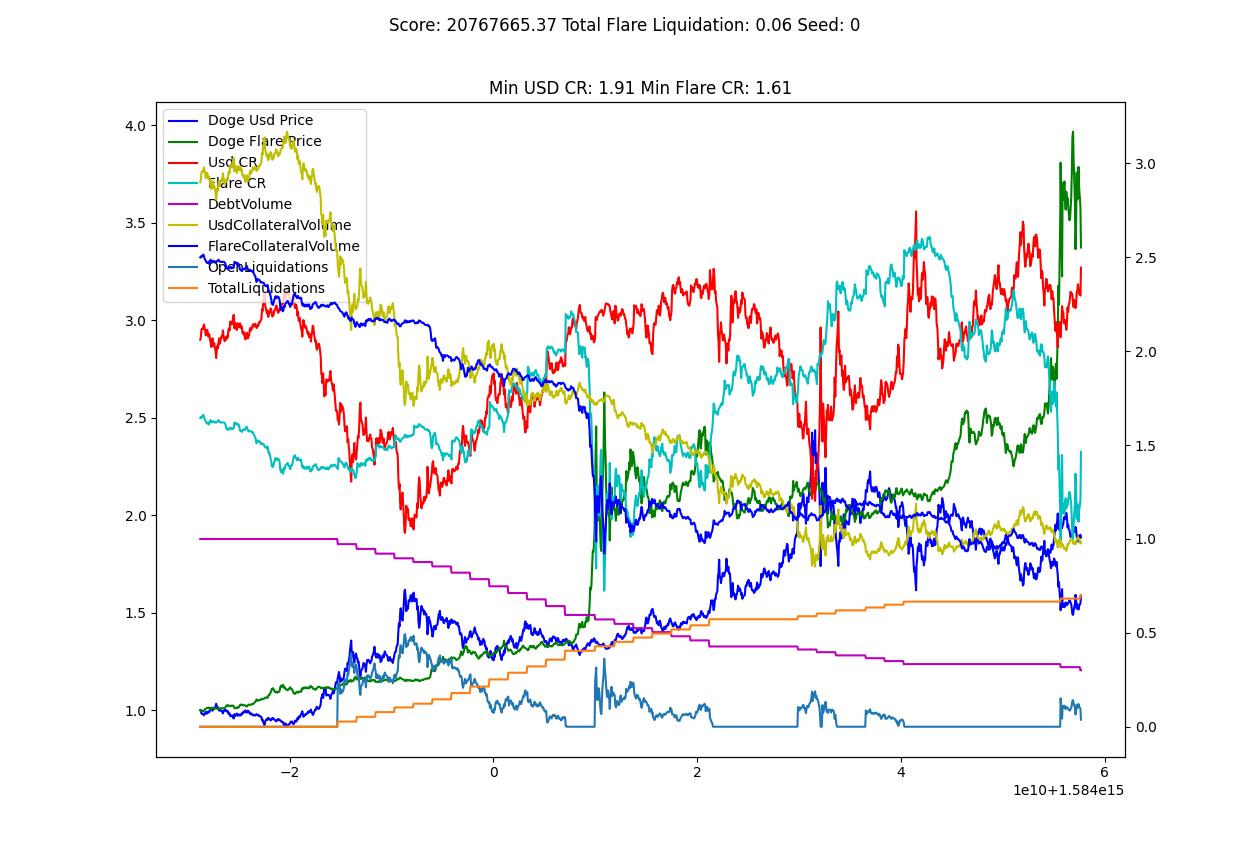 Score: 20767665.37 Total Flare Liquidation: 0.06 Seed: 0
Min USD CR: 1.91 Min Flare CR: 1.61
Doge Usd Price
Doge Flare Price
Usd CR
Flare CR
DebtVolume
UsdCollateralVolume
FlareCollateralVolume
OpenLiquidations
TotalLiquidations
4.0
3.5
3.0
2.5
2.0
1.5
1.0
3.0
2.5
2.0
1.5
1.0
0.5
0.0
−2
0
2
4
6
1e10+1.584e15